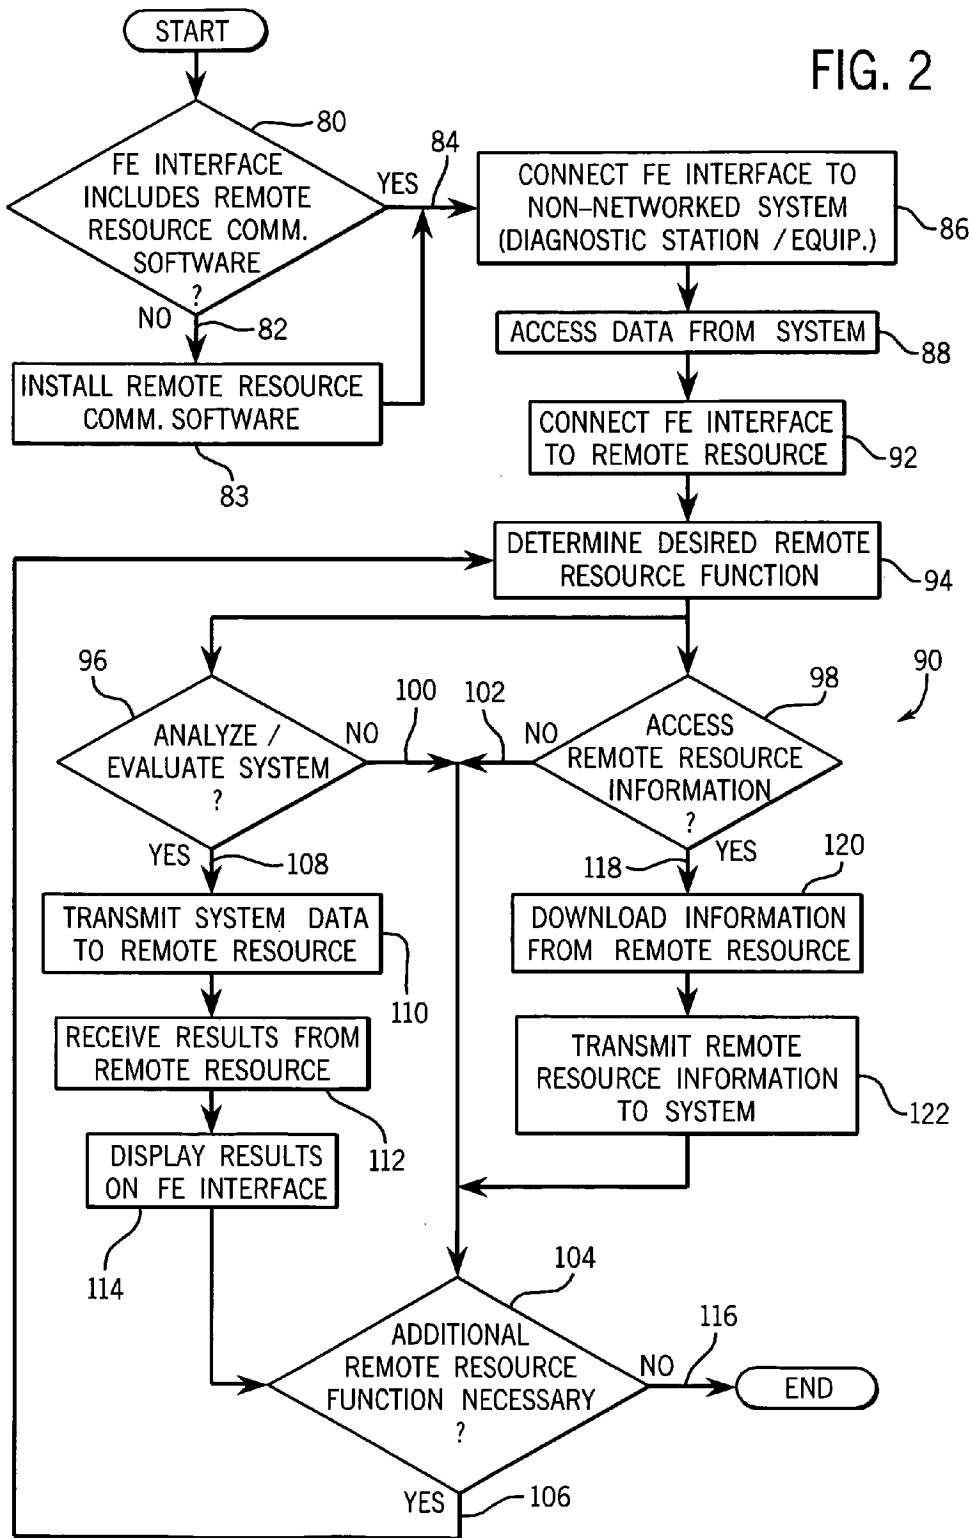 START
FIG. 2
80
FE INTERFACE
INCLUDES REMOTE
RESOURCE COMM.
SOFTWARE
?
YES
84
NO
82
INSTALL REMOTE RESOURCE
COMM. SOFTWARE
83
CONNECT FE INTERFACE TO
NON-NETWORKED SYSTEM
(DIAGNOSTIC STATION / EQUIP.)
86
ACCESS DATA FROM SYSTEM
88
CONNECT FE INTERFACE
TO REMOTE RESOURCE
92
DETERMINE DESIRED REMOTE
RESOURCE FUNCTION
94
90
96
ANALYZE /
EVALUATE SYSTEM
?
NO
100
102
NO
98
ACCESS
REMOTE RESOURCE
INFORMATION
?
YES
108
118
YES
TRANSMIT SYSTEM DATA
TO REMOTE RESOURCE
110
RECEIVE RESULTS FROM
REMOTE RESOURCE
112
DISPLAY RESULTS
ON FE INTERFACE
114
120
DOWNLOAD INFORMATION
FROM REMOTE RESOURCE
TRANSMIT REMOTE
RESOURCE INFORMATION
TO SYSTEM
122
104
ADDITIONAL
REMOTE RESOURCE
FUNCTION NECESSARY
?
NO
116
END
YES
106